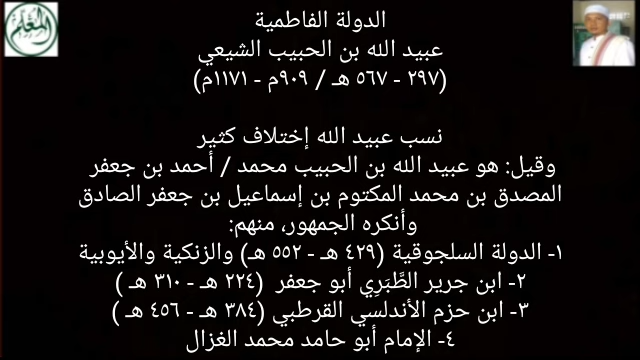 المعلم
الدولة الفاطمية
عبيد الله بن الحبيب الشيعي
(٢٩٧ - ٥٦٧ هـ / ٩٠٩م - ١١٧١م)
نسب عبيد الله إختلاف كثير
وقيل: هو عبيد الله بن الحبيب محمد / أحمد بن جعفر
المصدق بن محمد المكتوم بن إسماعيل بن جعفر الصادق
وأنكره الجمهور، منهم:
١- الدولة السلجوقية (٤٢٩ هـ - ٥٥٢ هـ) والزنكية والأيوبية
٢- ابن جرير الطَّبَرِي أبو جعفر (٢٢٤ هـ - ٣١٠ هـ )
٣- ابن حزم الأندلسي القرطبي (٣٨٤ هـ - ٤٥٦ هـ )
٤- الإمام أبو حامد محمد الغزال